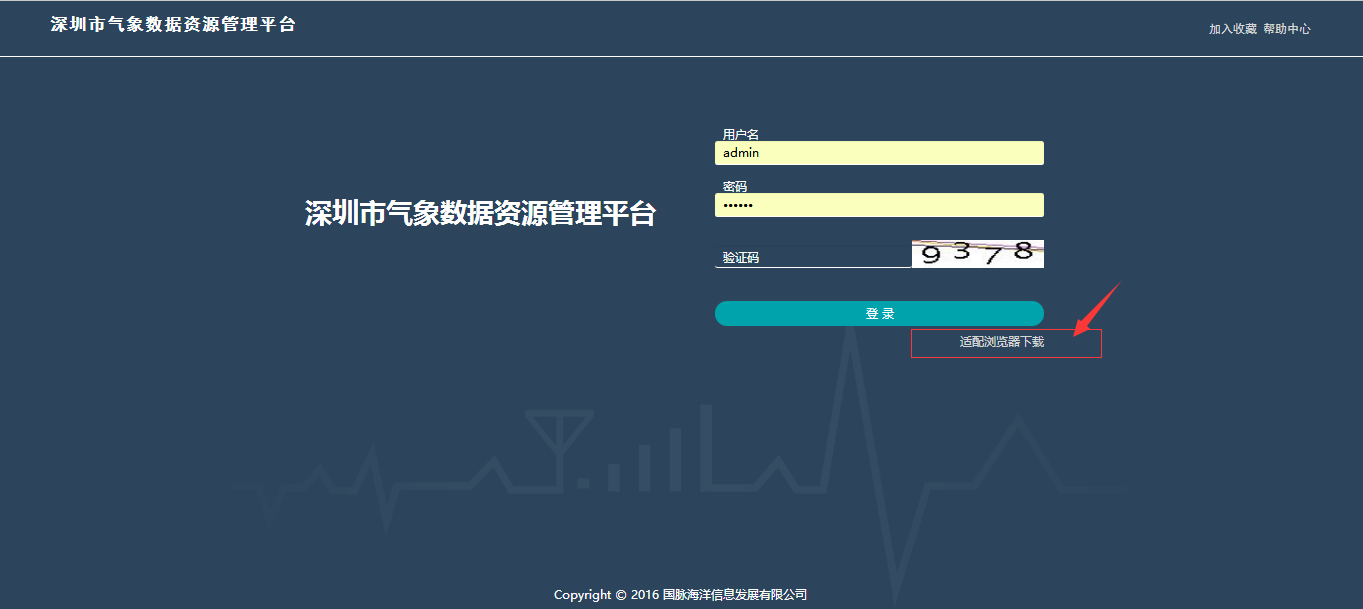 深圳市气象数据资源管理平台
加入收藏 帮助中心
用户名
admin
密码
••••••
深圳市气象数据资源管理平台
验证码
9378
登 录
适配浏览器下载
Copyright © 2016 国脉海洋信息发展有限公司